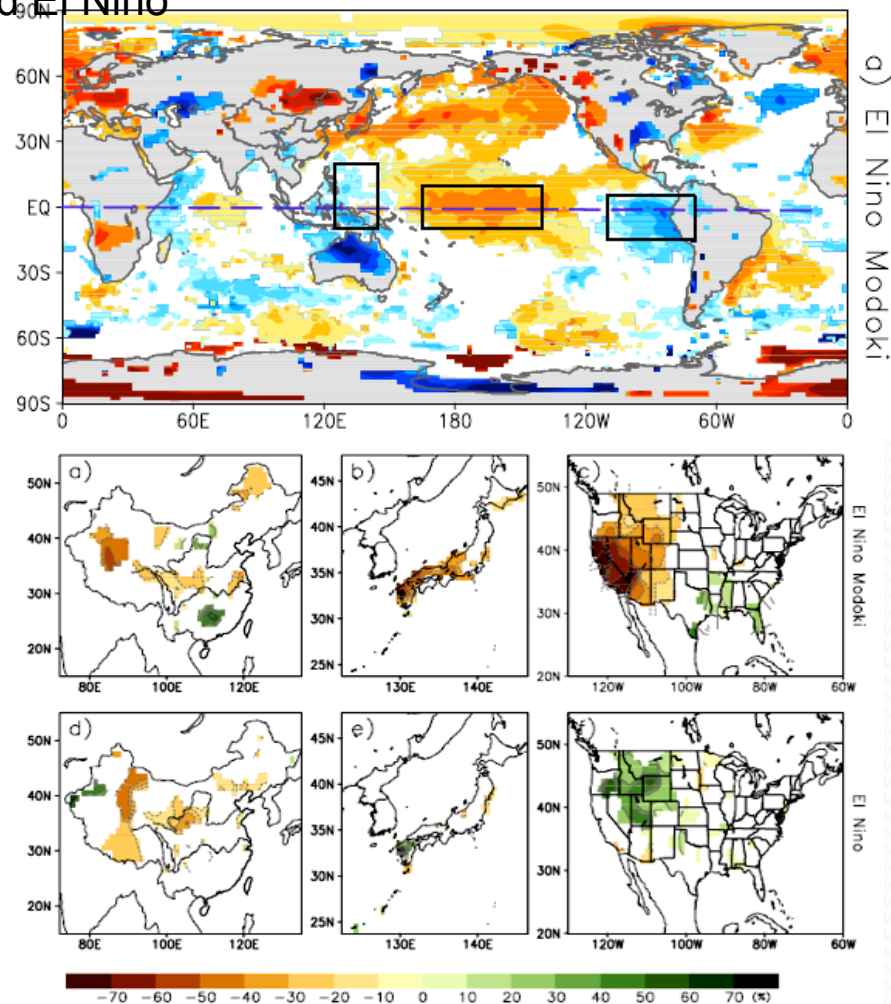 d El Nino
90N
60N
30N
EQ
30S
60S
90S
0 60E 120E 180 120W 60W 0
a) El Nino Modoki
a) b) c)
50N 40N 30N 20N
45N 40N 35N 30N 25N
50N 40N 30N 20N
80E 100E 120E
130E 140E
120W 100W 80W 60W
El Nino Modoki
d) e) )
50N 40N 30N 20N
45N 40N 35N 30N 25N
50N 40N 30N 20N
80E 100E 120E
130E 140E
120W 100W 80W 60W
El Nino
-70 -60 -50 -40 -30 -20 -10 0 10 20 30 40 50 60 70 (%)